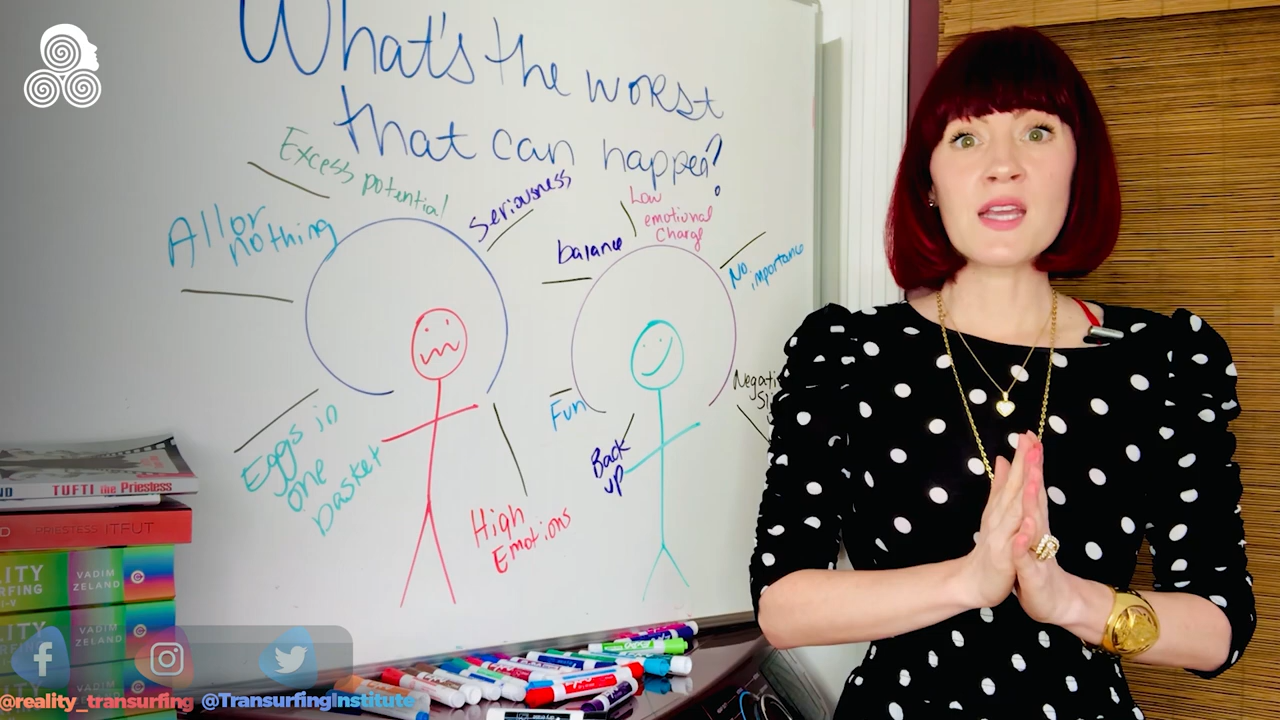 What's the worst
that can happen?
Excess potential
Seriousness
All or
nothing
Low
emotional
Charge
balance
No
importance
Eggs in
one
basket
High
Emotions
Fun
Back
up
TUFTI the Priestess
PRIESTESS ITFUT
VADIM
ZELAND
VADIM
ZELAND
@reality_transurfing @TransurfingInstitute